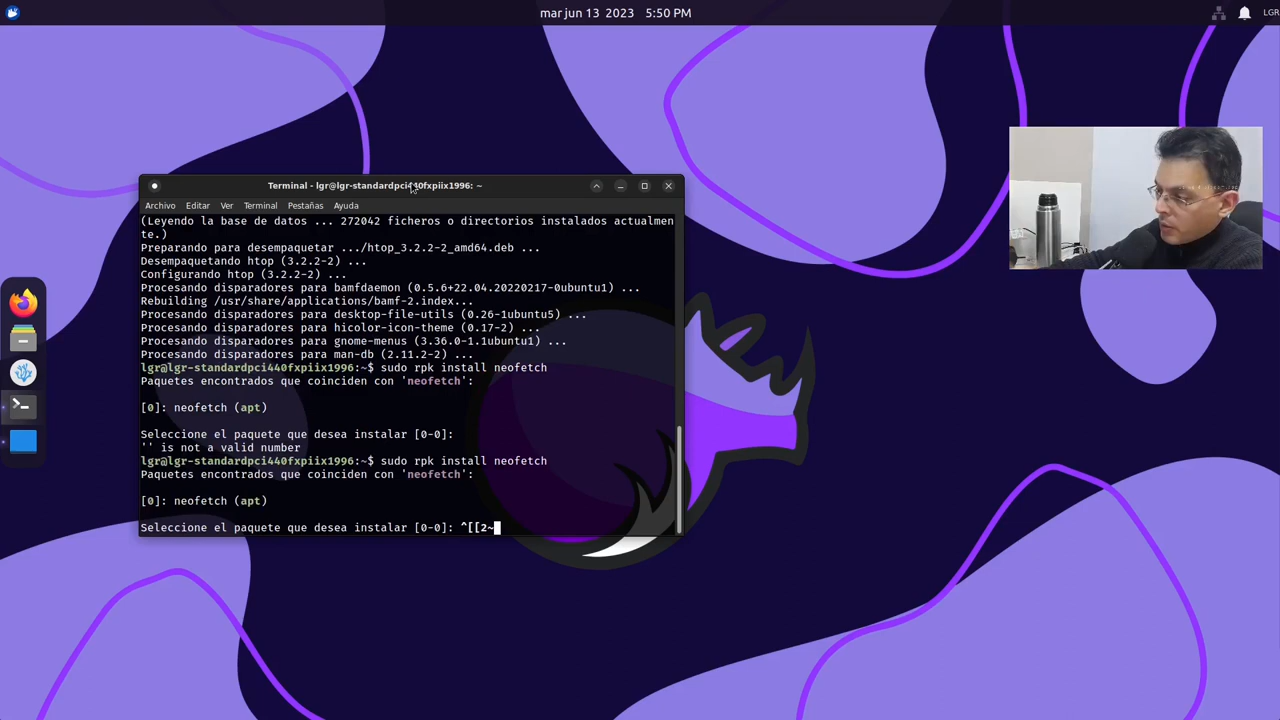 mar jun 13 2023 5:50 PM
LGR
Terminal - lgr@lgr-standardpci440fxpiix1996: ~
Archivo Editar Ver Terminal Pestañas Ayuda
(Leyendo la base de datos ... 272042 ficheros o directorios instalados actualmen
te.)
Preparando para desempaquetar .../htop_3.2.2-2_amd64.deb ...
Desempaquetando htop (3.2.2-2) ...
Configurando htop (3.2.2-2) ...
Procesando disparadores para bamfdaemon (0.5.6+22.04.20220217-0ubuntu1) ...
Rebuilding /usr/share/applications/bamf-2.index...
Procesando disparadores para desktop-file-utils (0.26-1ubuntu5) ...
Procesando disparadores para hicolor-icon-theme (0.17-2) ...
Procesando disparadores para gnome-menus (3.36.0-1.1ubuntu1) ...
Procesando disparadores para man-db (2.11.2-2) ...
lgr@lgr-standardpci440fxpiix1996:~$ sudo rpk install neofetch
Paquetes encontrados que coinciden con 'neofetch':
[0]: neofetch (apt)
Seleccione el paquete que desea instalar [0-0]:
'' is not a valid number
lgr@lgr-standardpci440fxpiix1996:~$ sudo rpk install neofetch
Paquetes encontrados que coinciden con 'neofetch':
[0]: neofetch (apt)
Seleccione el paquete que desea instalar [0-0]: ^[[2~